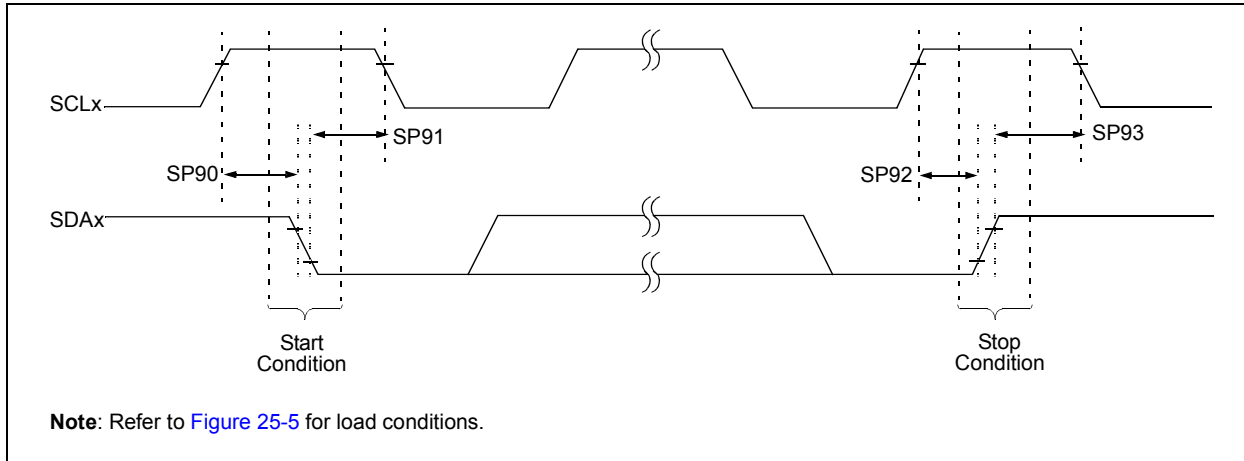 SCLx
SP91
SP93
SP90
SP92
SDAx
Start
Condition
Stop
Condition
Note: Refer to Figure 25-5 for load conditions.